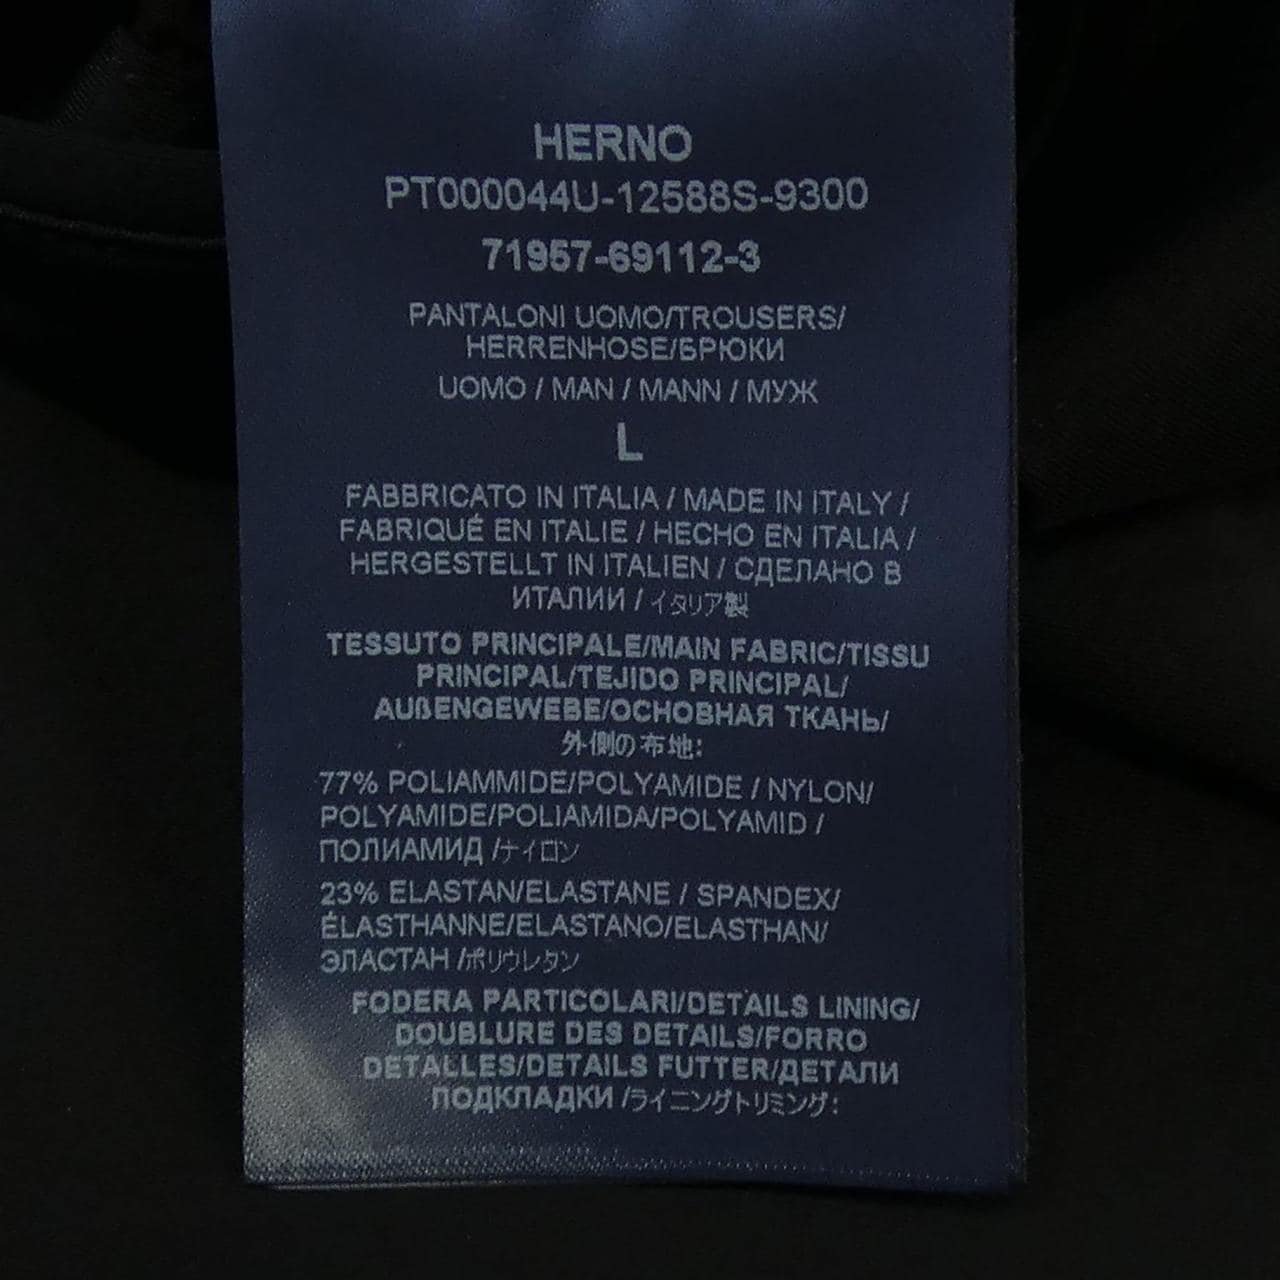 HERNO
PT000044U-12588S-9300
71957-69112-3
PANTALONI UOMO/TROUSERS/
HERRENHOSE/БРЮКИ
UOMO / MAN / MANN / МУЖ
L
FABBRICATO IN ITALIA / MADE IN ITALY /
FABRIQUÉ EN ITALIE / HECHO EN ITALIA /
HERGESTELLT IN ITALIEN / СДЕЛАНО В
ИТАЛИИ / イタリア製
TESSUTO PRINCIPALE/MAIN FABRIC/TISSU
PRINCIPAL/TEJIDO PRINCIPAL/
AUßENGEWEBE/ОСНОВНАЯ ТКАНЬ/
外側の布地:
77% POLIAMMIDE/POLYAMIDE / NYLON/
POLYAMIDE/POLIAMIDA/POLYAMID /
ПОЛИАМИД /ナイロン
23% ELASTAN/ELASTANE / SPANDEX/
ÉLASTHANNE/ELASTANO/ELASTHAN/
ЭЛАСТАН /ポリウレタン
FODERA PARTICOLARI/DETAILS LINING/
DOUBLURE DES DETAILS/FORRO
DETALLES/DETAILS FUTTER/ДЕТАЛИ
ПОДКЛАДКИ /ライニングトリミング: